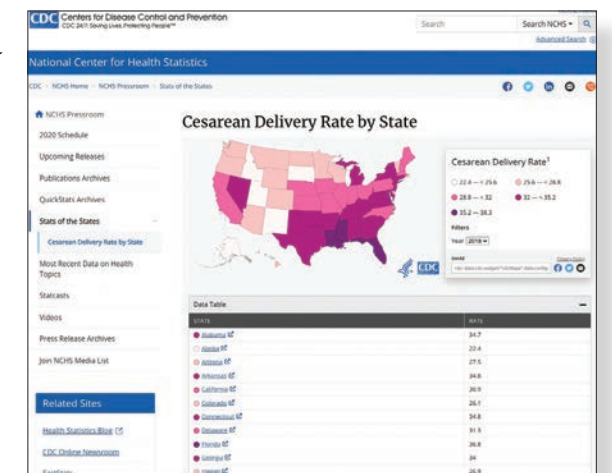 CDC Centers for Disease Control and Prevention
CDC 24/7: Saving Lives, Protecting People™
Search
Search NCHS
Advanced Search
National Center for Health Statistics
CDC > NCHS Home > NCHS Pressroom > Stats of the States
NCHS Pressroom
2020 Schedule
Upcoming Releases
Publications Archives
QuickStats Archives
Stats of the States
Cesarean Delivery Rate by State
Most Recent Data on Health
Topics
Statcasts
Videos
Press Release Archives
Join NCHS Media List
Related Sites
Health Statistics Blog
CDC Online Newsroom
FastStats
Cesarean Delivery Rate by State
Cesarean Delivery Rate¹
22.4 — < 25.6
25.6 — < 28.8
28.8 — < 32
32 — < 35.2
35.2 — 38.3
Filters
Year 2018
CDC
Data Table
STATE RATE
Alabama 34.7
Alaska 22.4
Arizona 27.5
Arkansas 34.8
California 30.9
Colorado 26.1
Connecticut 34.8
Delaware 31.5
Florida 36.8
Georgia 34
Hawaii 26.9